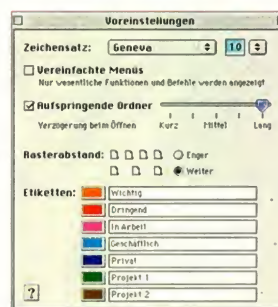 Voreinstellungen
Zeichensatz: Geneva 10
Vereinfachte Menüs
Nur wesentliche Funktionen und Befehle werden angezeigt
Aufspringende Ordner
Verzögerung beim Öffnen Kurz Mittel Lang
Rasterabstand: Enger
Weiter
Etiketten: Wichtig
Dringend
In Arbeit
Geschäftlich
Privat
Projekt 1
? Projekt 2